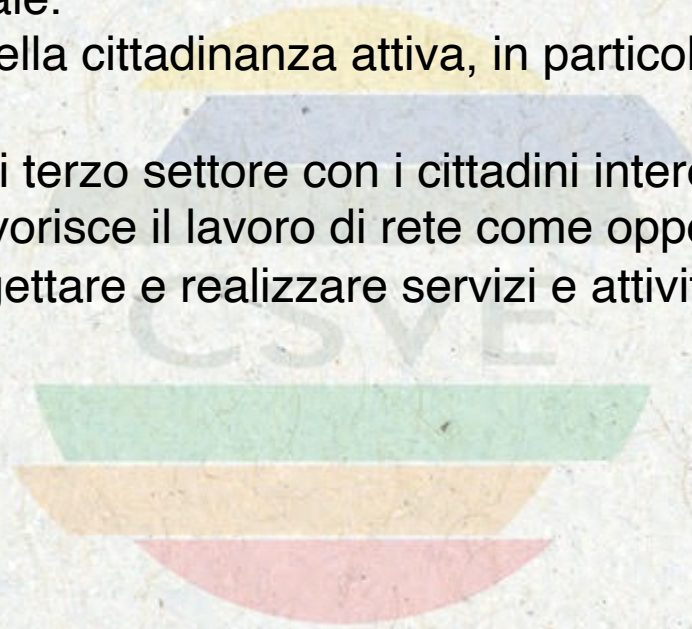 ale.
ella cittadinanza attiva, in particol
i terzo settore con i cittadini inter
vorisce il lavoro di rete come opp
gettare e realizzare servizi e attivi
CSVE